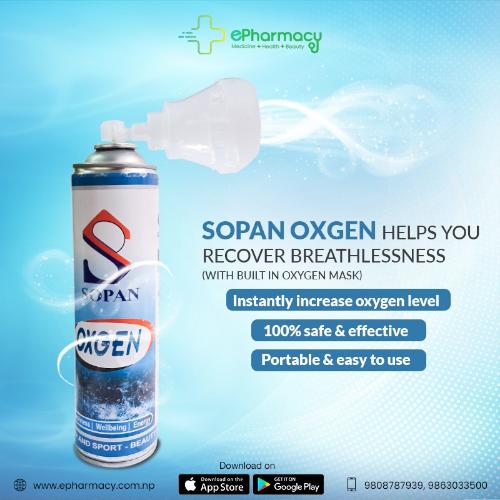 ePharmacy
Medicine + Health + Beauty
SOPAN OXGEN HELPS YOU
RECOVER BREATHLESSNESS
(WITH BUILT IN OXYGEN MASK)
Instantly increase oxygen level
100% safe & effective
Portable & easy to use
SOPAN
OXGEN
Wellbeing | Energy
AND SPORT - BEAU
Download on
www.epharmacy.com.np
Download on the
App Store
GET IT ON
Google Play
9808787939, 9863033500